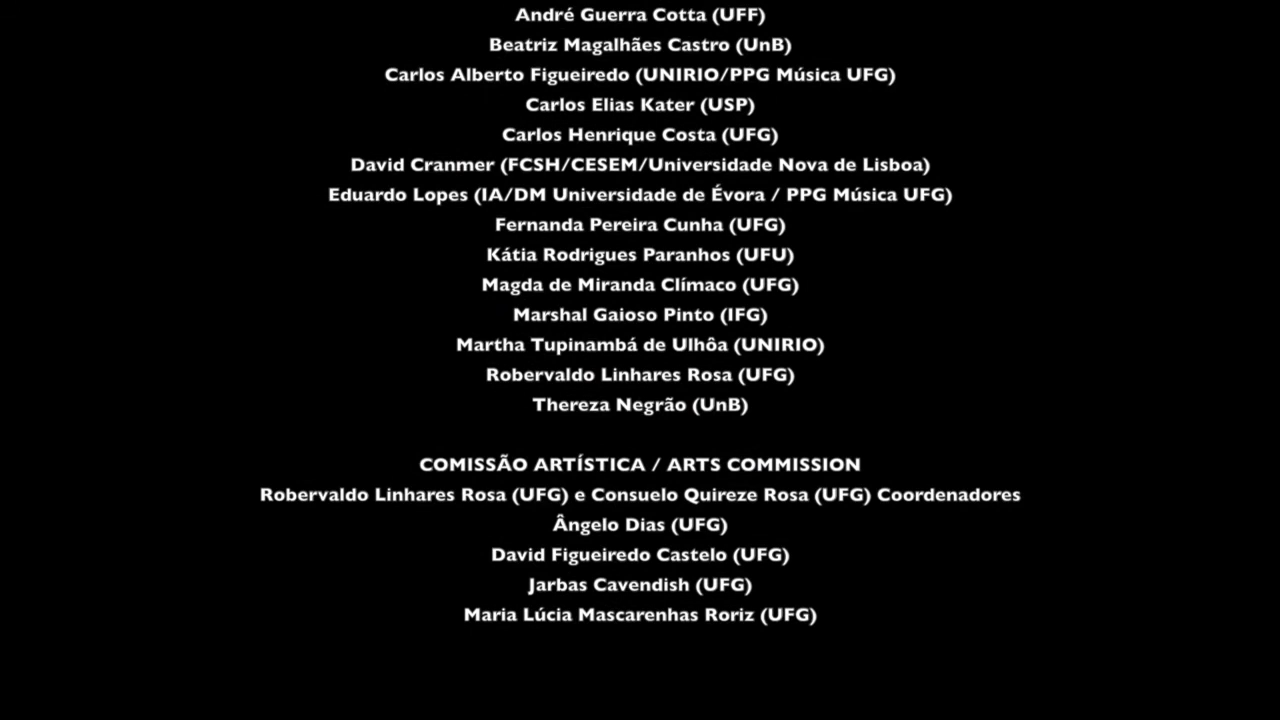 André Guerra Cotta (UFF)
Beatriz Magalhães Castro (UnB)
Carlos Alberto Figueiredo (UNIRIO/PPG Música UFG)
Carlos Elias Kater (USP)
Carlos Henrique Costa (UFG)
David Cranmer (FCSH/CESEM/Universidade Nova de Lisboa)
Eduardo Lopes (IA/DM Universidade de Évora / PPG Música UFG)
Fernanda Pereira Cunha (UFG)
Kátia Rodrigues Paranhos (UFU)
Magda de Miranda Clímaco (UFG)
Marshal Gaioso Pinto (IFG)
Martha Tupinambá de Ulhôa (UNIRIO)
Robervaldo Linhares Rosa (UFG)
Thereza Negrão (UnB)
COMISSÃO ARTÍSTICA / ARTS COMMISSION
Robervaldo Linhares Rosa (UFG) e Consuelo Quireze Rosa (UFG) Coordenadores
Ângelo Dias (UFG)
David Figueiredo Castelo (UFG)
Jarbas Cavendish (UFG)
Maria Lúcia Mascarenhas Roriz (UFG)